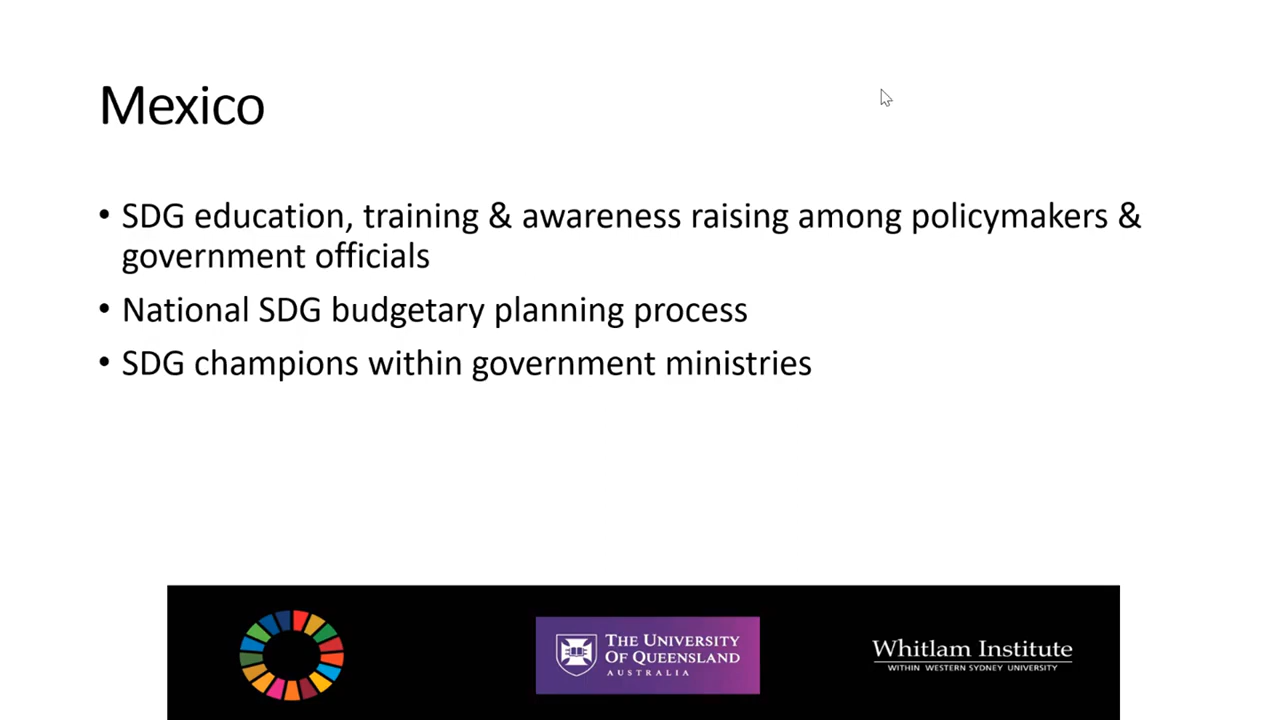 Mexico
• SDG education, training & awareness raising among policymakers &
government officials
• National SDG budgetary planning process
• SDG champions within government ministries
THE UNIVERSITY
OF QUEENSLAND
AUSTRALIA
Whitlam Institute
WITHIN WESTERN SYDNEY UNIVERSITY